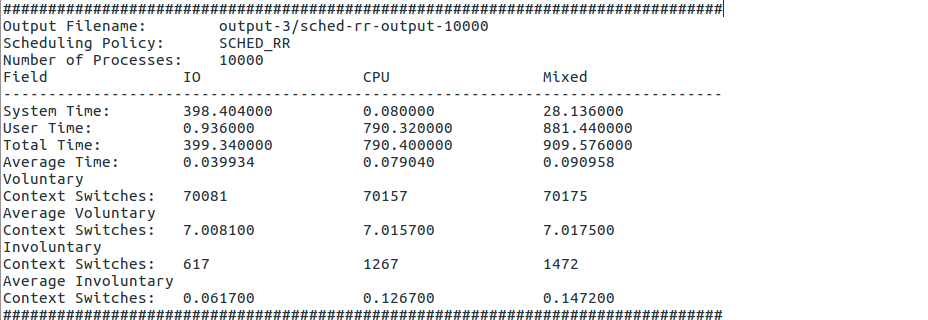 ################################################################################
Output Filename:        output-3/sched-rr-output-10000
Scheduling Policy:      SCHED_RR
Number of Processes:    10000
Field               IO                  CPU                 Mixed
--------------------------------------------------------------------------------
System Time:        398.404000          0.080000            28.136000
User Time:          0.936000            790.320000          881.440000
Total Time:         399.340000          790.400000          909.576000
Average Time:       0.039934            0.079040            0.090958
Voluntary
Context Switches:   70081               70157               70175
Average Voluntary
Context Switches:   7.008100            7.015700            7.017500
Involuntary
Context Switches:   617                 1267                1472
Average Involuntary
Context Switches:   0.061700            0.126700            0.147200
################################################################################